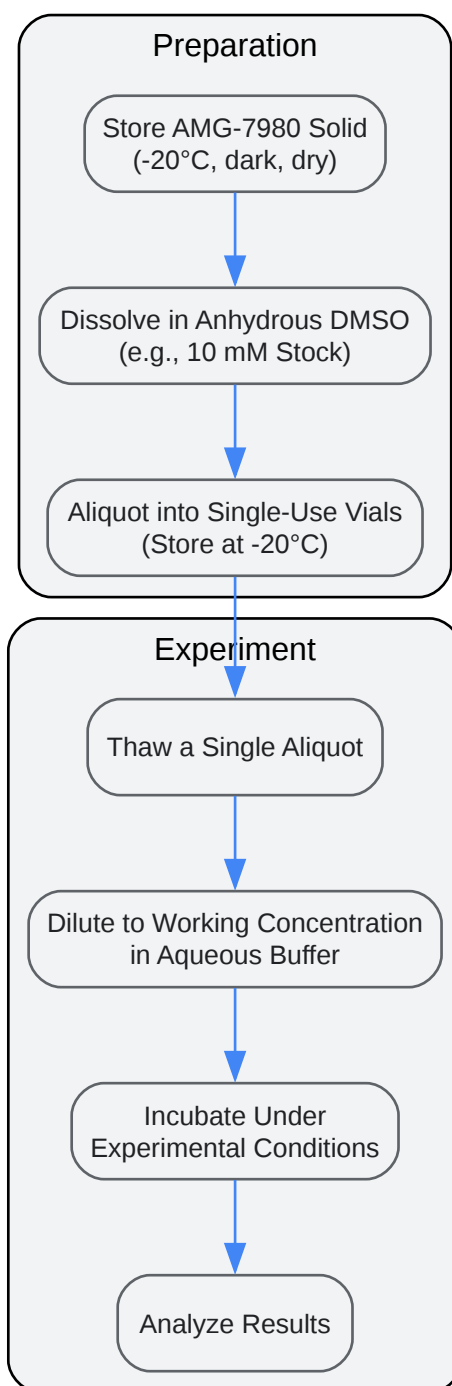 Preparation
Store AMG-7980 Solid
(-20°C, dark, dry)
Dissolve in Anhydrous DMSO
(e.g., 10 mM Stock)
Aliquot into Single-Use Vials
(Store at -20°C)
Experiment
Thaw a Single Aliquot
Dilute to Working Concentration
in Aqueous Buffer
Incubate Under
Experimental Conditions
Analyze Results